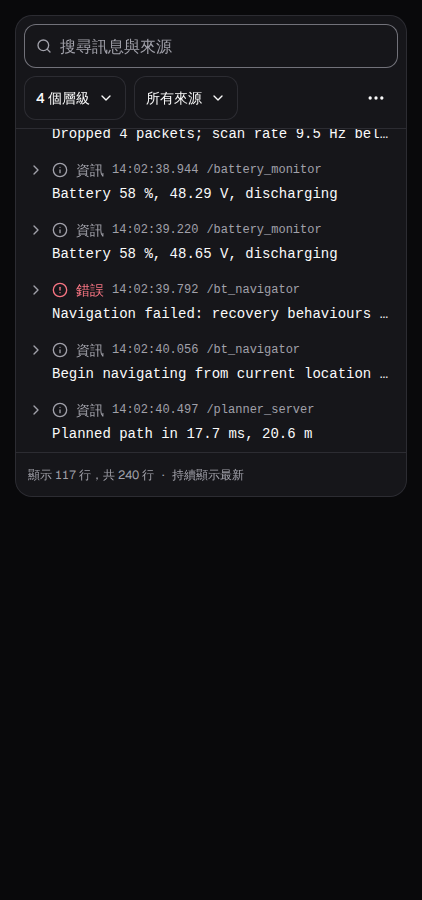 搜尋訊息與來源
4 個層級
所有來源
Dropped 4 packets; scan rate 9.5 Hz bel…
資訊 14:02:38.944 /battery_monitor
Battery 58 %, 48.29 V, discharging
資訊 14:02:39.220 /battery_monitor
Battery 58 %, 48.65 V, discharging
錯誤 14:02:39.792 /bt_navigator
Navigation failed: recovery behaviours …
資訊 14:02:40.056 /bt_navigator
Begin navigating from current location …
資訊 14:02:40.497 /planner_server
Planned path in 17.7 ms, 20.6 m
顯示 117 行，共 240 行 · 持續顯示最新